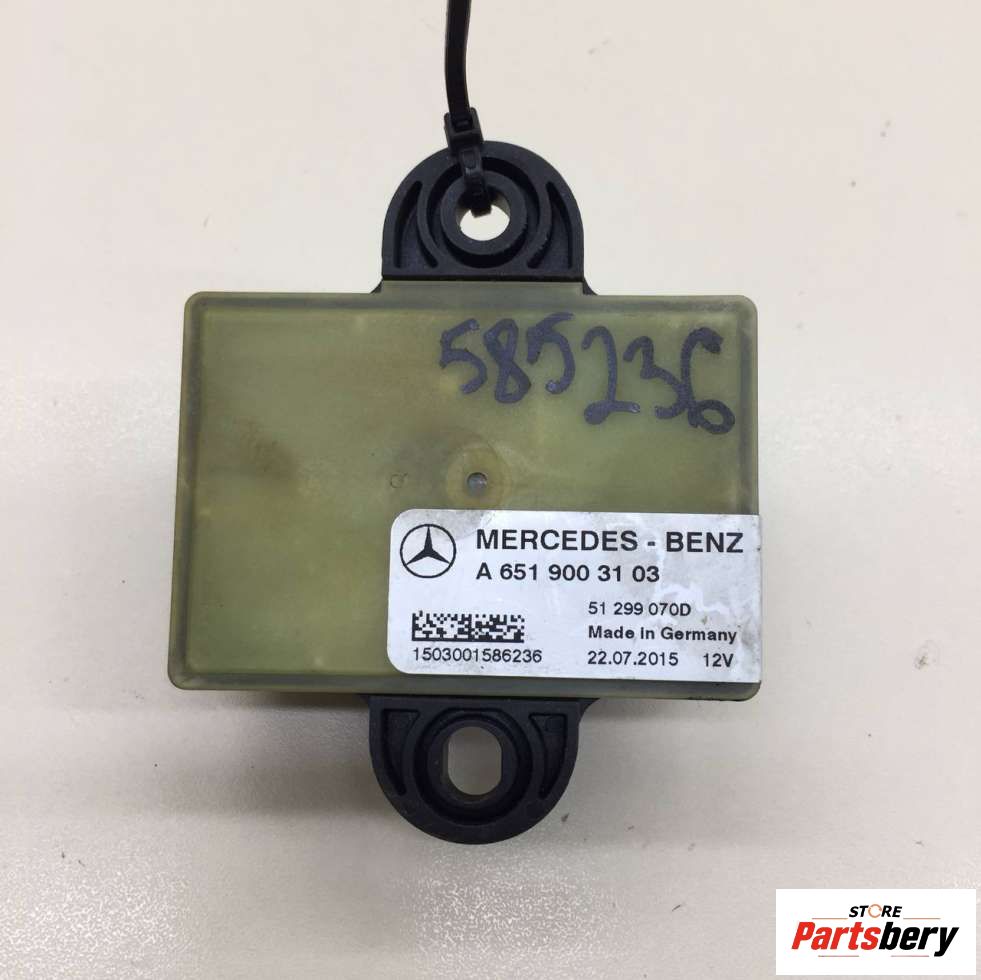 585236
MERCEDES - BENZ
A 651 900 31 03
51 299 070D
Made in Germany
1503001586236
22.07.2015 12V
STORE
Partsbery